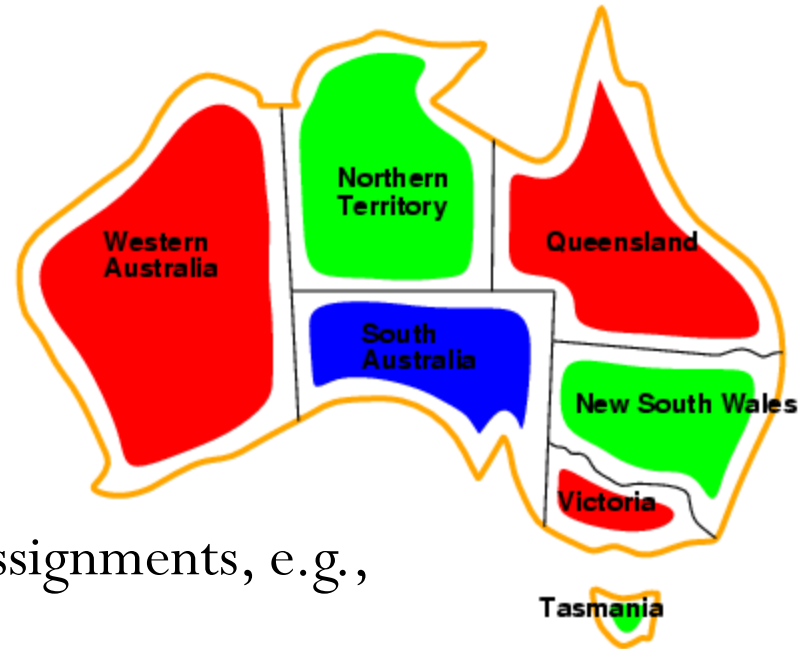 Northern
Territory
Western
Australia
Queensland
South
Australia
New South Wales
Victoria
ssignments, e.g.,
Tasmania